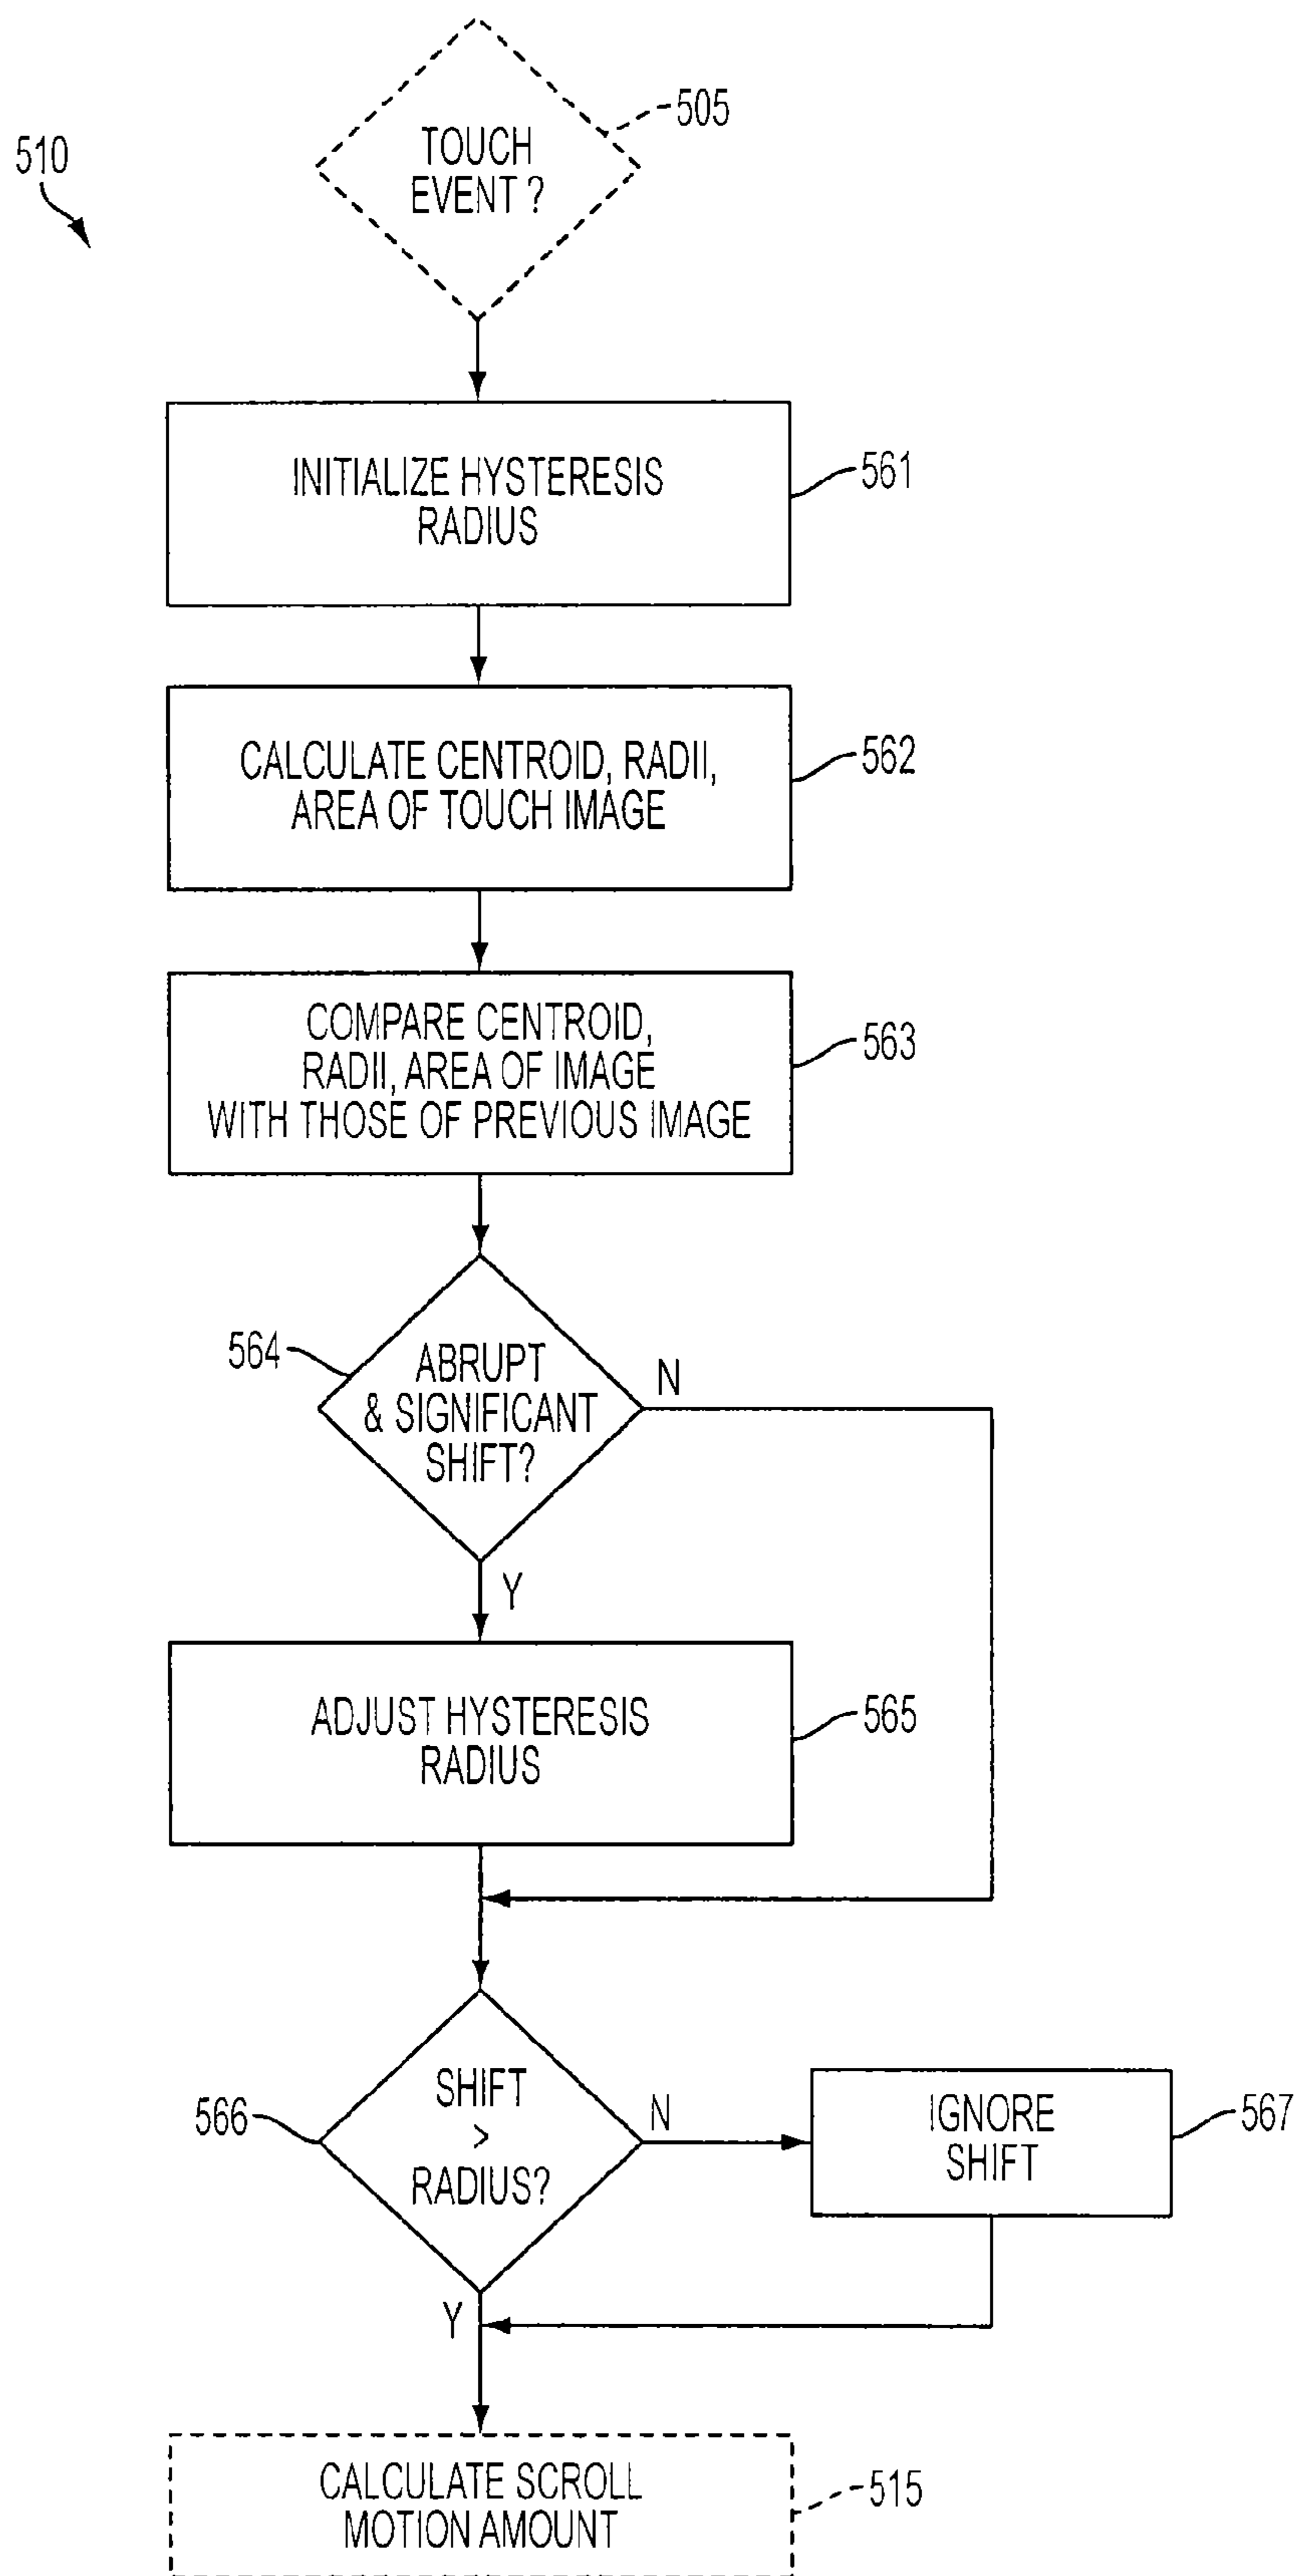 505
TOUCH
EVENT ?
510
INITIALIZE HYSTERESIS
RADIUS
561
CALCULATE CENTROID, RADII,
AREA OF TOUCH IMAGE
562
COMPARE CENTROID,
RADII, AREA OF IMAGE
WITH THOSE OF PREVIOUS IMAGE
563
564
ABRUPT
& SIGNIFICANT
SHIFT?
N
Y
ADJUST HYSTERESIS
RADIUS
565
566
SHIFT
>
RADIUS?
N
IGNORE
SHIFT
567
Y
CALCULATE SCROLL
MOTION AMOUNT
515